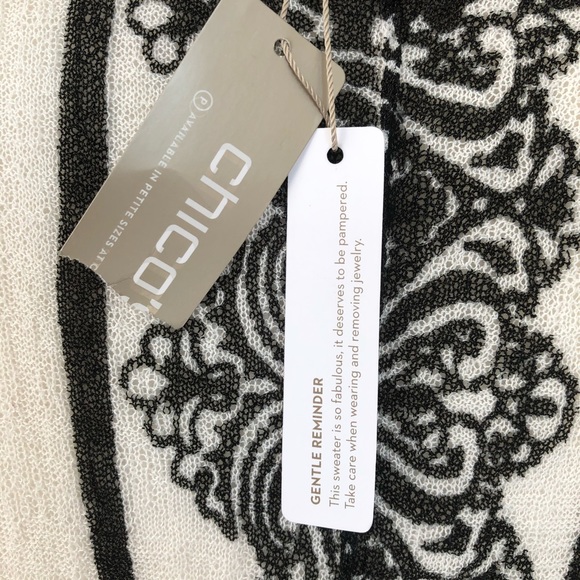 chico's
Ⓟ AVAILABLE IN PETITE SIZES AT
GENTLE REMINDER
This sweater is so fabulous, it deserves to be pampered.
Take care when wearing and removing jewelry.